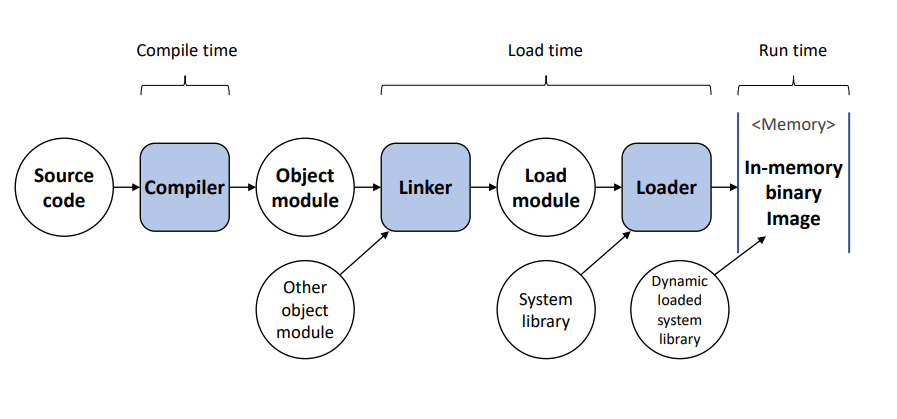 Compile time
Load time
Run time
<Memory>
Source
code
Compiler
Object
module
Linker
Load
module
Loader
In-memory
binary
Image
Other
object
module
System
library
Dynamic
loaded
system
library